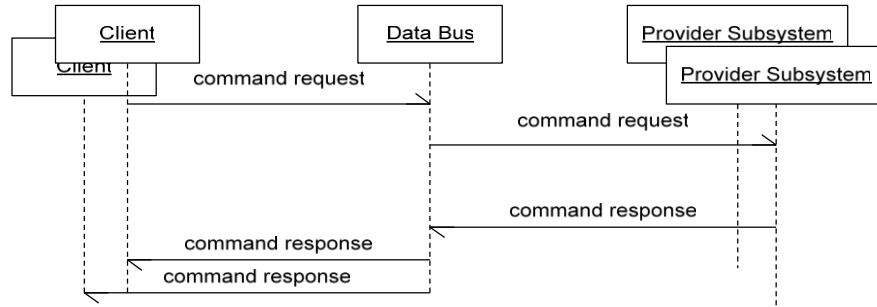 Client
Data Bus
Provider Subsystem
Client
Provider Subsystem
command request
command request
command response
command response
command response